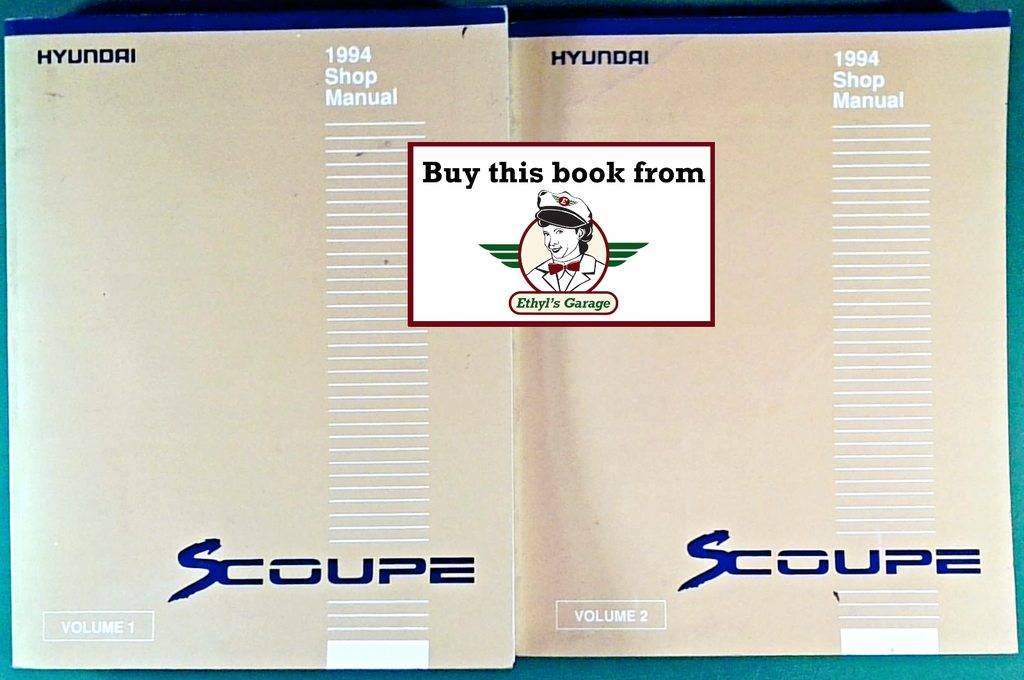 HYUNDAI
1994
Shop
Manual
SCOUPE
VOLUME 1
HYUNDAI
1994
Shop
Manual
SCOUPE
VOLUME 2
Buy this book from
E
Ethyl's Garage